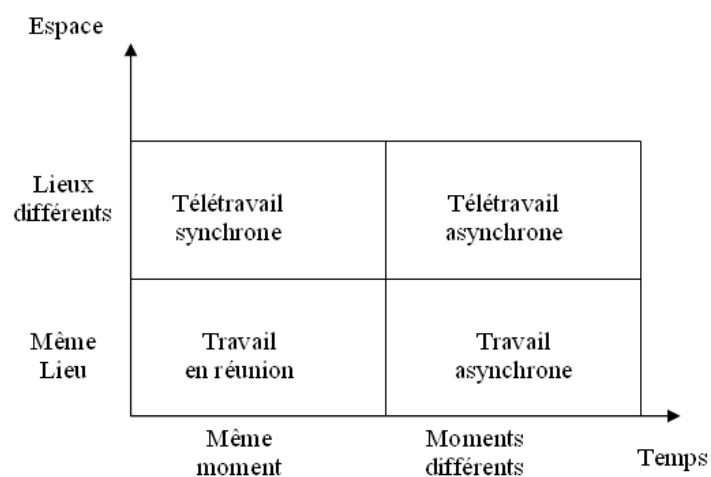 Espace
Lieux
différents
Télétravail
synchrone
Télétravail
asynchrone
Même
Lieu
Travail
en réunion
Travail
asynchrone
Même
moment
Moments
différents
Temps